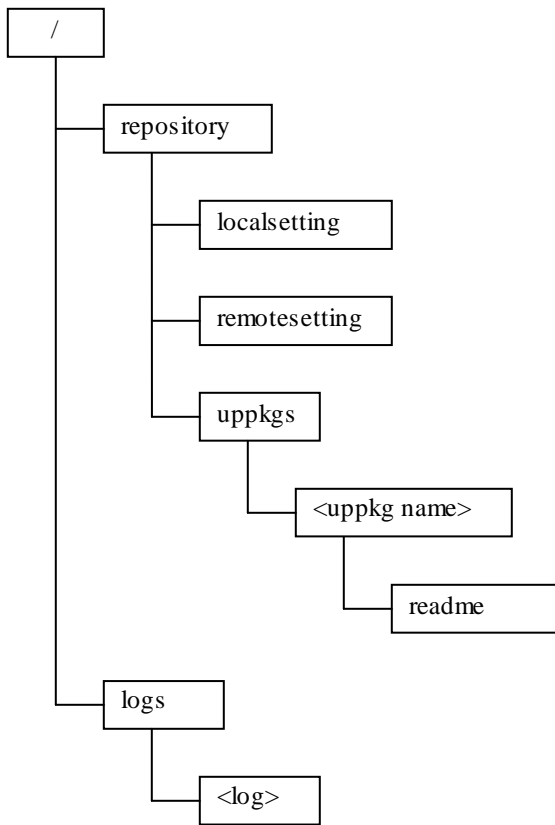 /
repository
localsetting
remotesetting
uppkgs
<uppkg name>
readme
logs
<log>